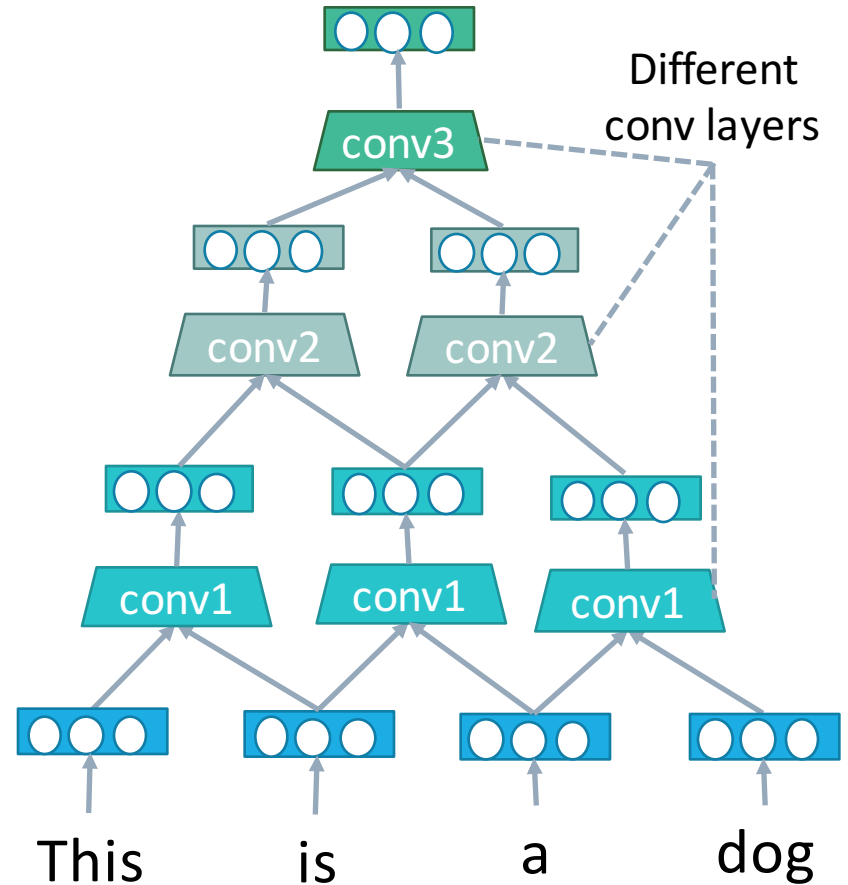 Different
conv layers
conv3
conv2
conv2
conv1
conv1
conv1
This
is
a
dog